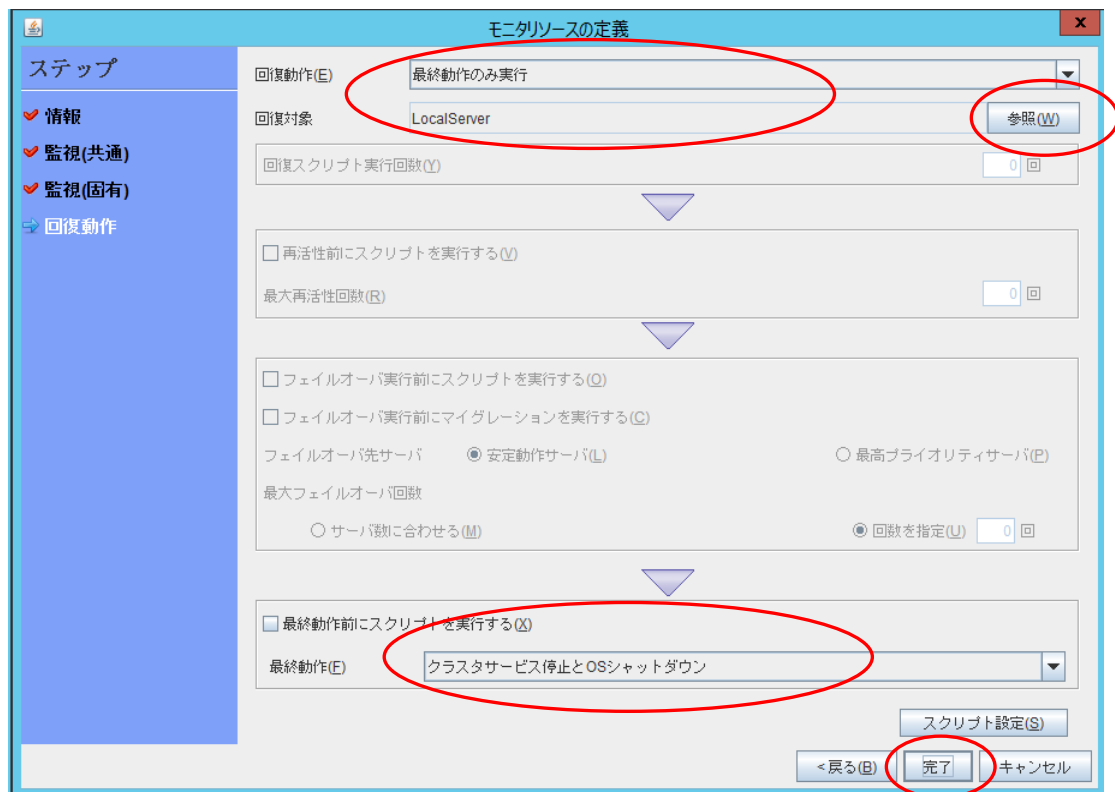 モニタリソースの定義
x
ステップ
情報
監視(共通)
監視(固有)
回復動作
回復動作(E) 最終動作のみ実行
回復対象 LocalServer 参照(W)
回復スクリプト実行回数(Y) 0 回
再活性前にスクリプトを実行する(V)
最大再活性回数(R) 0 回
フェイルオーバ実行前にスクリプトを実行する(O)
フェイルオーバ実行前にマイグレーションを実行する(C)
フェイルオーバ先サーバ 安定動作サーバ(L) 最高プライオリティサーバ(P)
最大フェイルオーバ回数
サーバ数に合わせる(M) 回数を指定(U) 0 回
最終動作前にスクリプトを実行する(X)
最終動作(F) クラスタサービス停止とOSシャットダウン
スクリプト設定(S)
<戻る(B) 完了 キャンセル